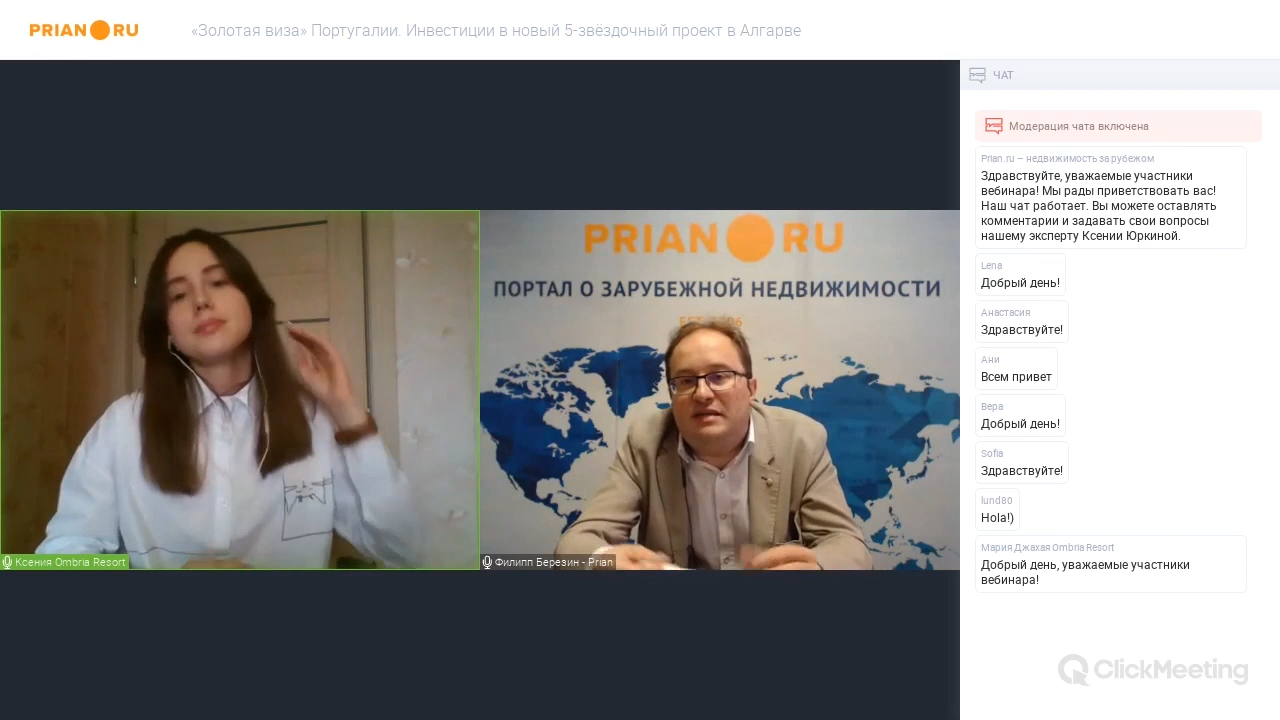 PRIAN RU
«Золотая виза» Португалии. Инвестиции в новый 5-звёздочный проект в Алгарве
ЧАТ
Модерация чата включена
Prian.ru – недвижимость за рубежом
Здравствуйте, уважаемые участники
вебинара! Мы рады приветствовать вас!
Наш чат работает. Вы можете оставлять
комментарии и задавать свои вопросы
нашему эксперту Ксении Юркиной.
Lena
Добрый день!
Анастасия
Здравствуйте!
Ани
Всем привет
Вера
Добрый день!
Sofia
Здравствуйте!
lund80
Hola!)
Мария Джахая Ombria Resort
Добрый день, уважаемые участники
вебинара!
PRIAN RU
ПОРТАЛ О ЗАРУБЕЖНОЙ НЕДВИЖИМОСТИ
Ксения Ombria Resort
Филипп Березин - Prian
ClickMeeting